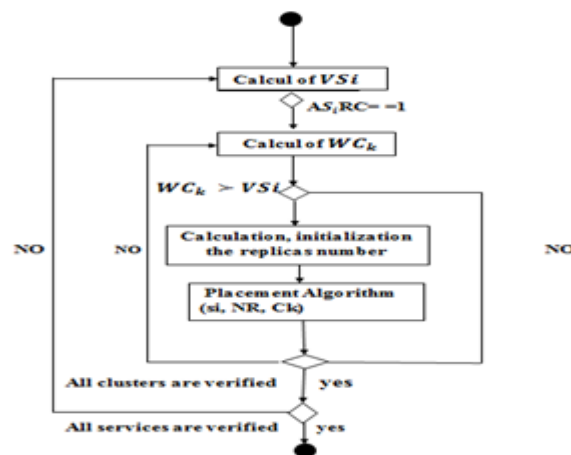 Calcul of VSi
ASᵢRC= =1
Calcul of WCₖ
WCₖ > VSi
NO
NO
NO
Calculation, initialization
the replicas number
Placement Algorithm
(si, NR, Ck)
All clusters are verified yes
All services are verified yes